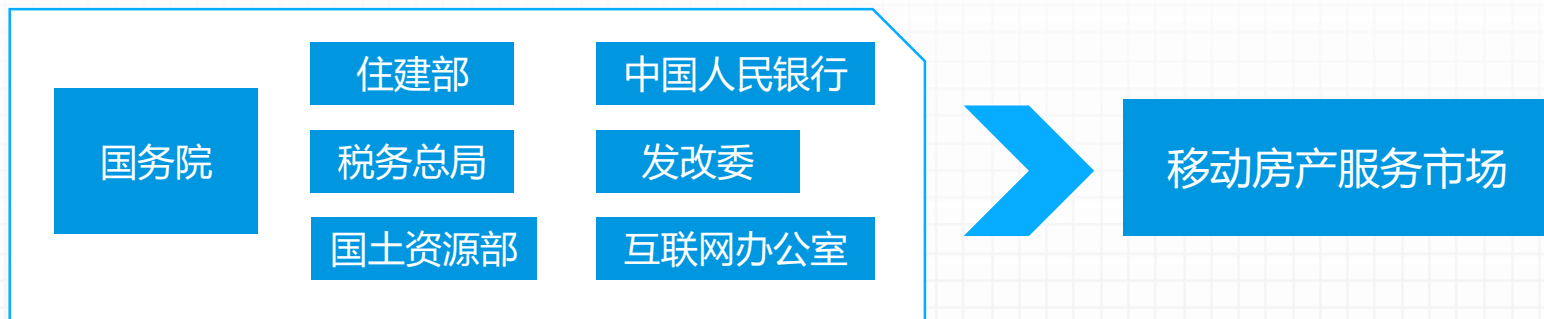 国务院
住建部
中国人民银行
税务总局
发改委
国土资源部
互联网办公室
移动房产服务市场